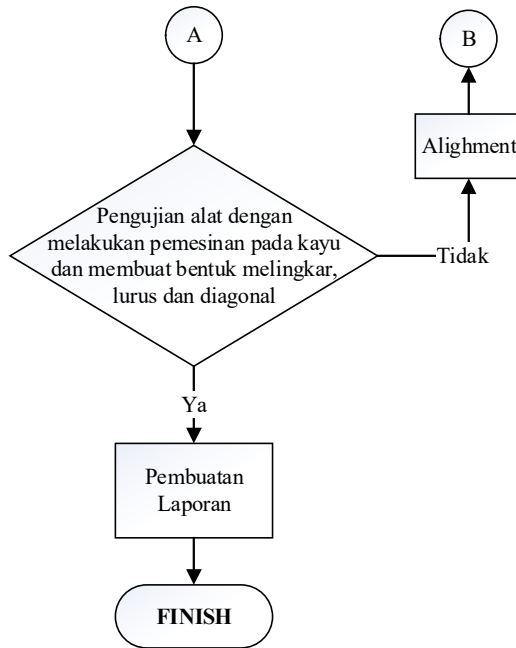 A
B
Alighment
Pengujian alat dengan
melakukan pemesinan pada kayu
dan membuat bentuk melingkar,
lurus dan diagonal
Tidak
Ya
Pembuatan
Laporan
FINISH